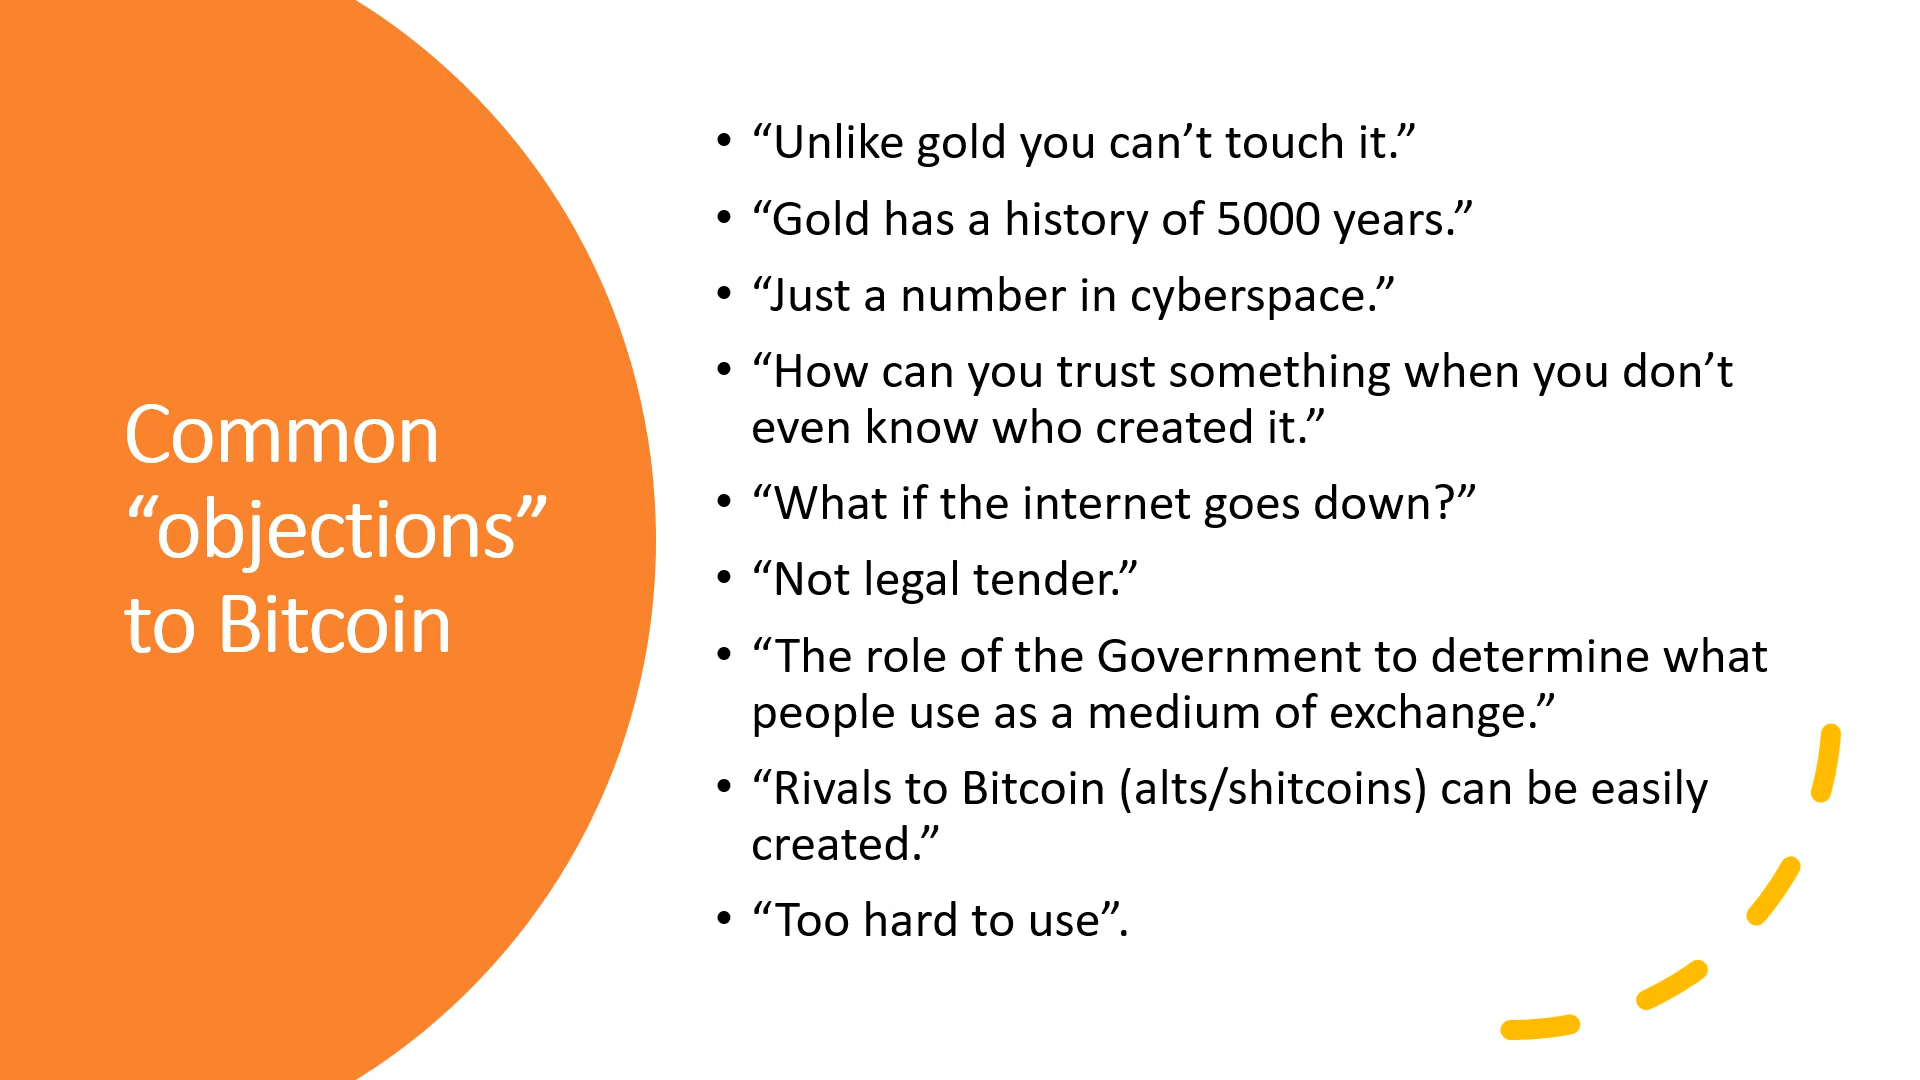 Common
“objections”
to Bitcoin
• “Unlike gold you can’t touch it.”
• “Gold has a history of 5000 years.”
• “Just a number in cyberspace.”
• “How can you trust something when you don’t
even know who created it.”
• “What if the internet goes down?”
• “Not legal tender.”
• “The role of the Government to determine what
people use as a medium of exchange.”
• “Rivals to Bitcoin (alts/shitcoins) can be easily
created.”
• “Too hard to use”.